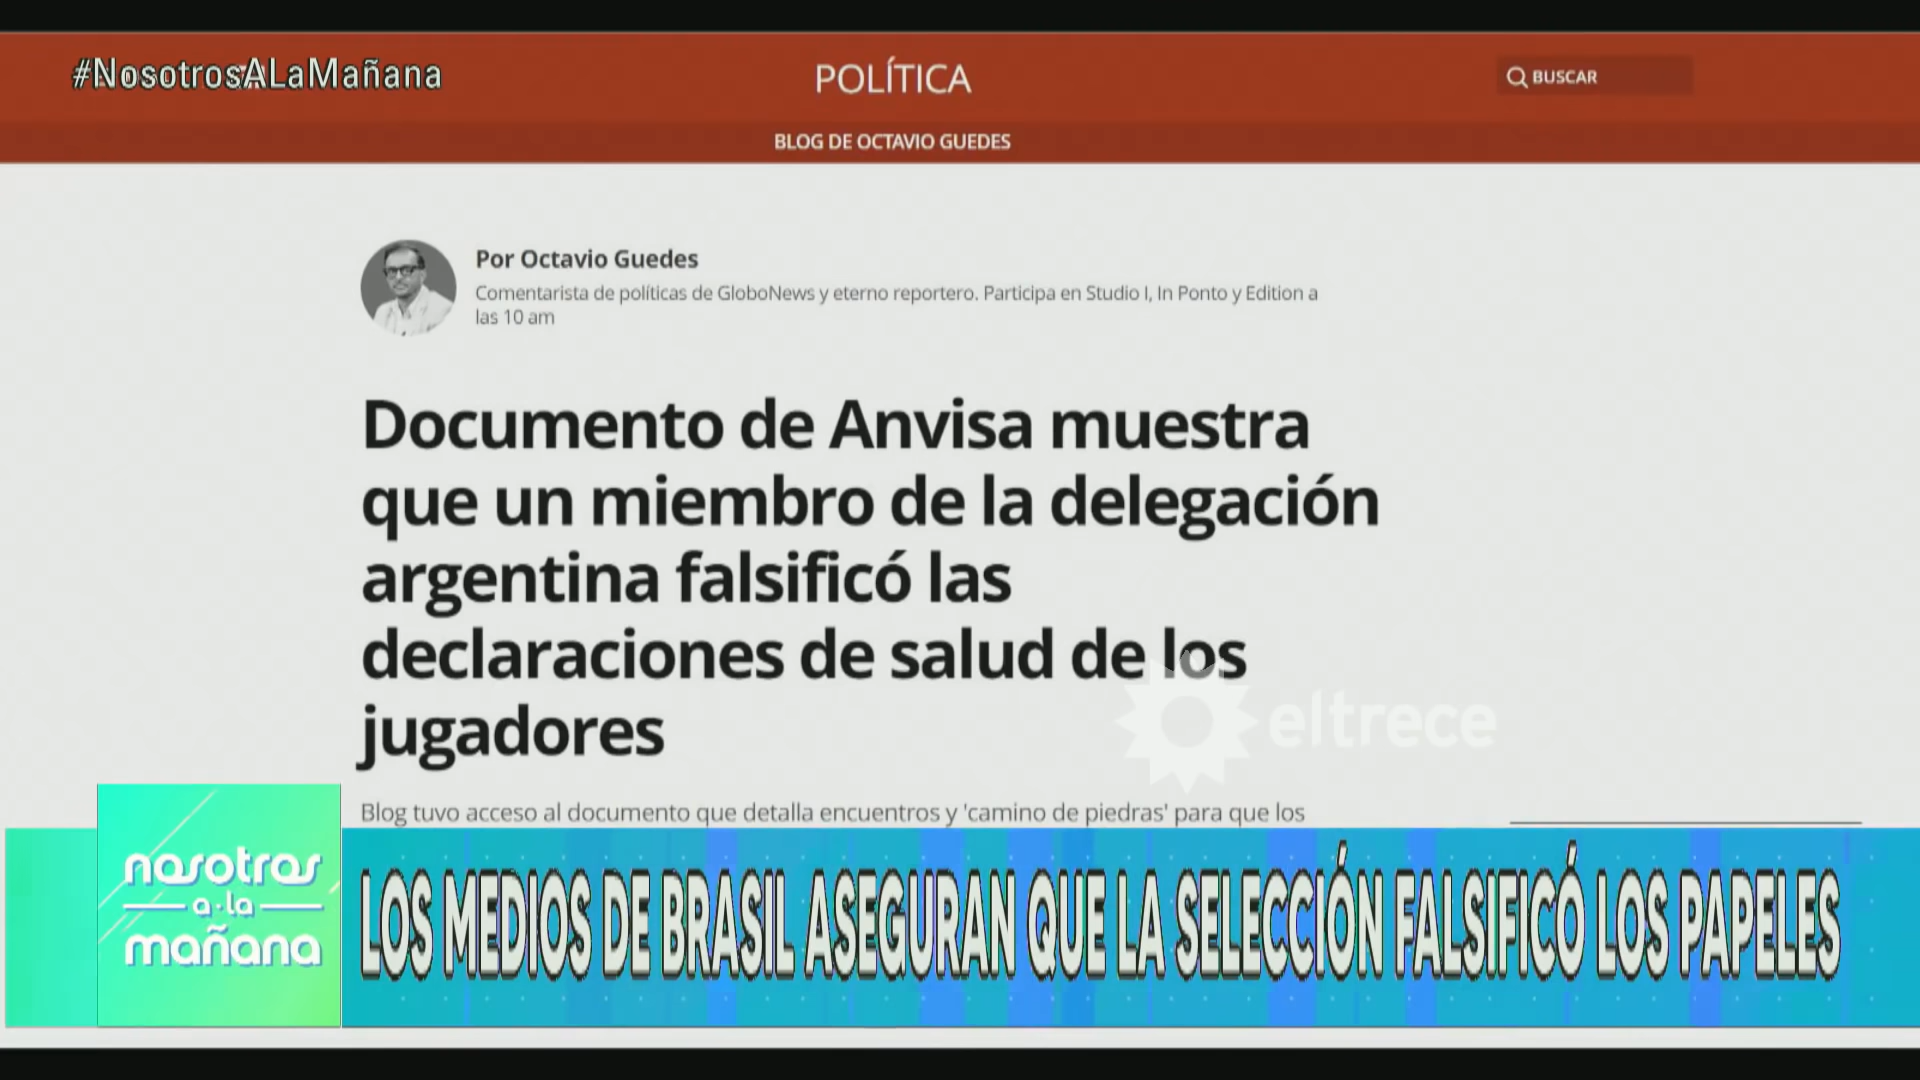 #NosotrosALaMañana
POLÍTICA
BUSCAR
BLOG DE OCTAVIO GUEDES
Por Octavio Guedes
Comentarista de políticas de GloboNews y eterno reportero. Participa en Studio I, In Ponto y Edition a
las 10 am
Documento de Anvisa muestra
que un miembro de la delegación
argentina falsificó las
declaraciones de salud de los
jugadores
eltrece
Blog tuvo acceso al documento que detalla encuentros y 'camino de piedras' para que los
nosotros
a·la
mañana
LOS MEDIOS DE BRASIL ASEGURAN QUE LA SELECCIÓN FALSIFICÓ LOS PAPELES